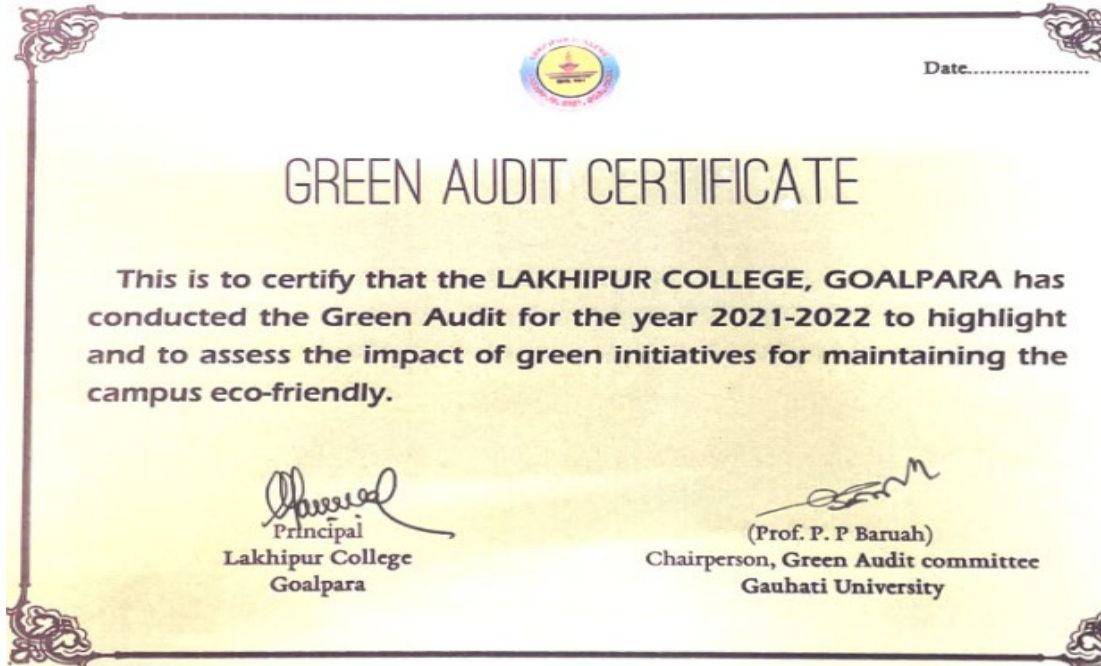 Date....................
GREEN AUDIT CERTIFICATE
This is to certify that the LAKHIPUR COLLEGE, GOALPARA has
conducted the Green Audit for the year 2021-2022 to highlight
and to assess the impact of green initiatives for maintaining the
campus eco-friendly.
Principal
Lakhipur College
Goalpara
(Prof. P. P Baruah)
Chairperson, Green Audit committee
Gauhati University